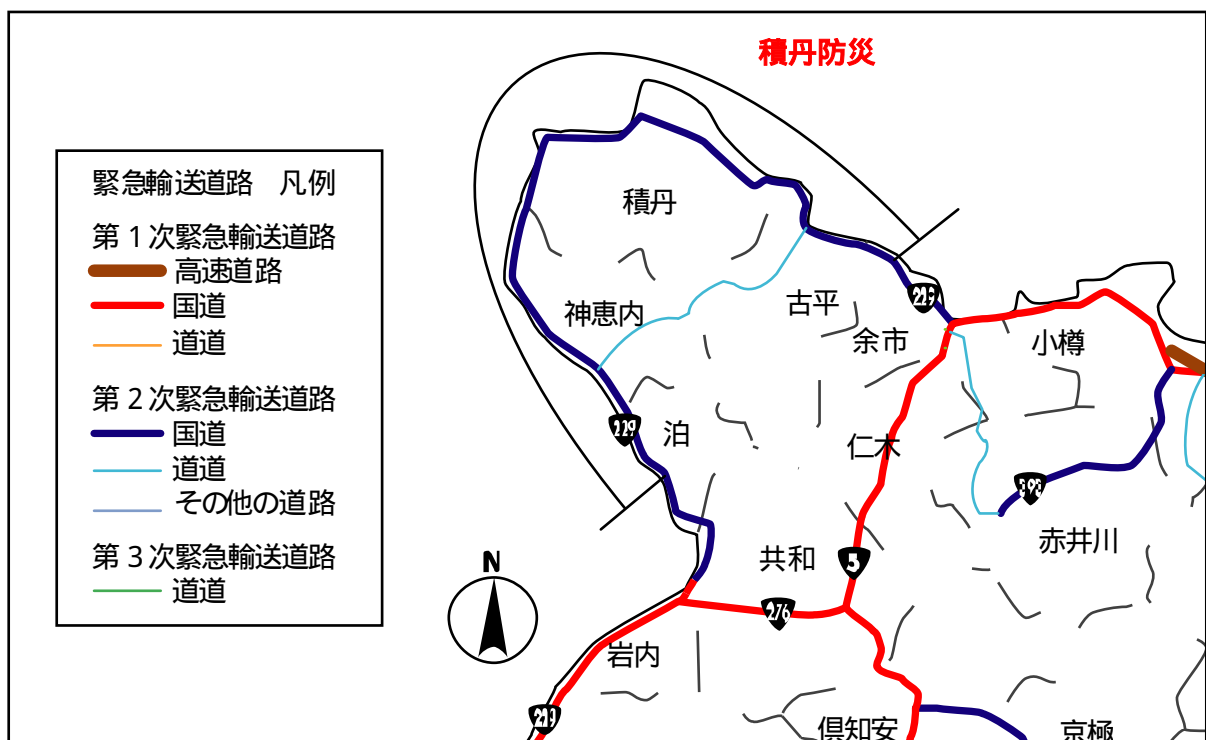 積丹防災
緊急輸送道路 凡例
第1次緊急輸送道路
高速道路
国道
道道
第2次緊急輸送道路
国道
道道
その他の道路
第3次緊急輸送道路
道道
積丹
神恵内
古平
229
余市
小樽
229
泊
仁木
393
赤井川
共和
5
N
276
岩内
229
倶知安
京極